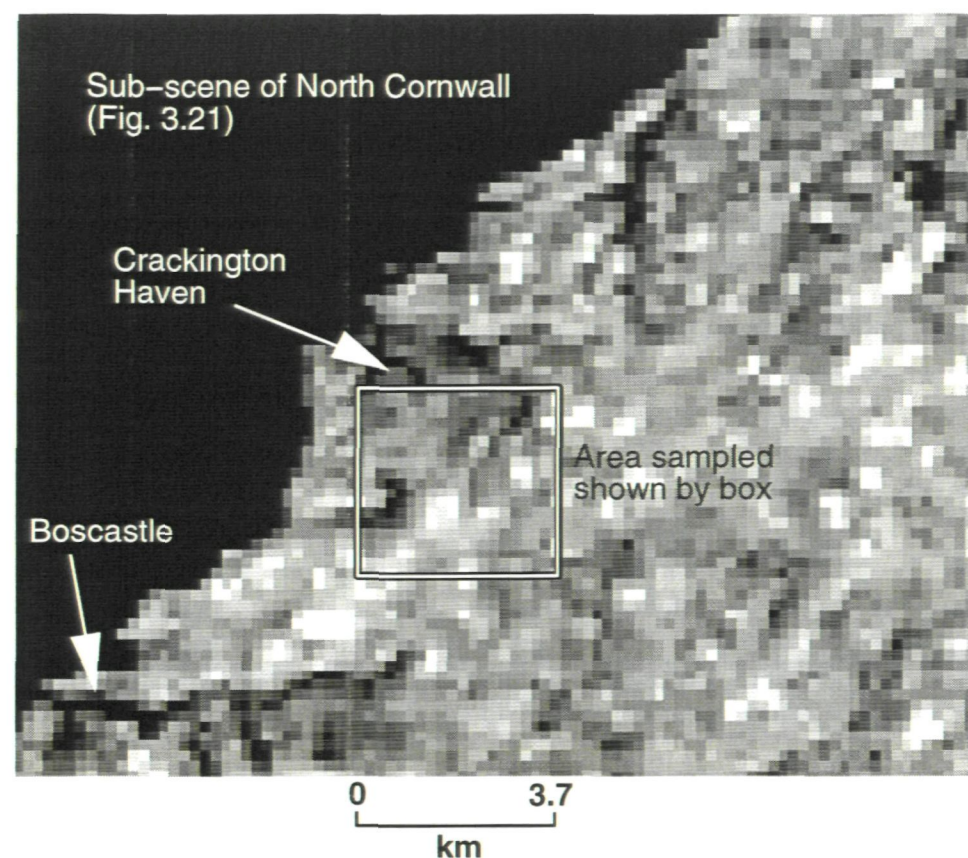 Sub–scene of North Cornwall
(Fig. 3.21)
Crackington
Haven
Area sampled
shown by box
Boscastle
0 3.7
km